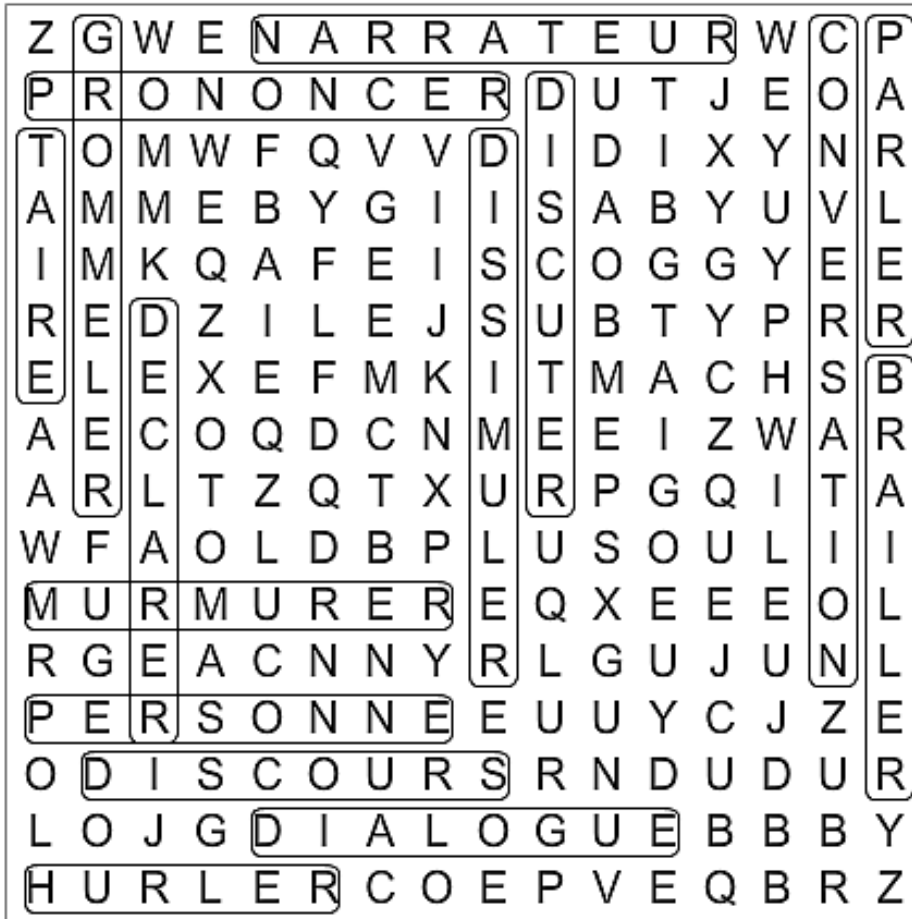 Z G W E N A R R A T E U R W C P
P R O N O N C E R D U T J E O A
T O M W F Q V V D I D I X Y N R
A M M E B Y G I I S A B Y U V L
I M K Q A F E I S C O G G Y E E
R E D Z I L E J S U B T Y P R R
E L E X E F M K I T M A C H S B
A E C O Q D C N M E E I Z W A R
A R L T Z Q T X U R P G Q I T A
W F A O L D B P L U S O U L I I
M U R M U R E R E Q X E E E O L
R G E A C N N Y R L G U J U N L
P E R S O N N E E U U Y C J Z E
O D I S C O U R S R N D U D U R
L O J G D I A L O G U E B B B Y
H U R L E R C O E P V E Q B R Z